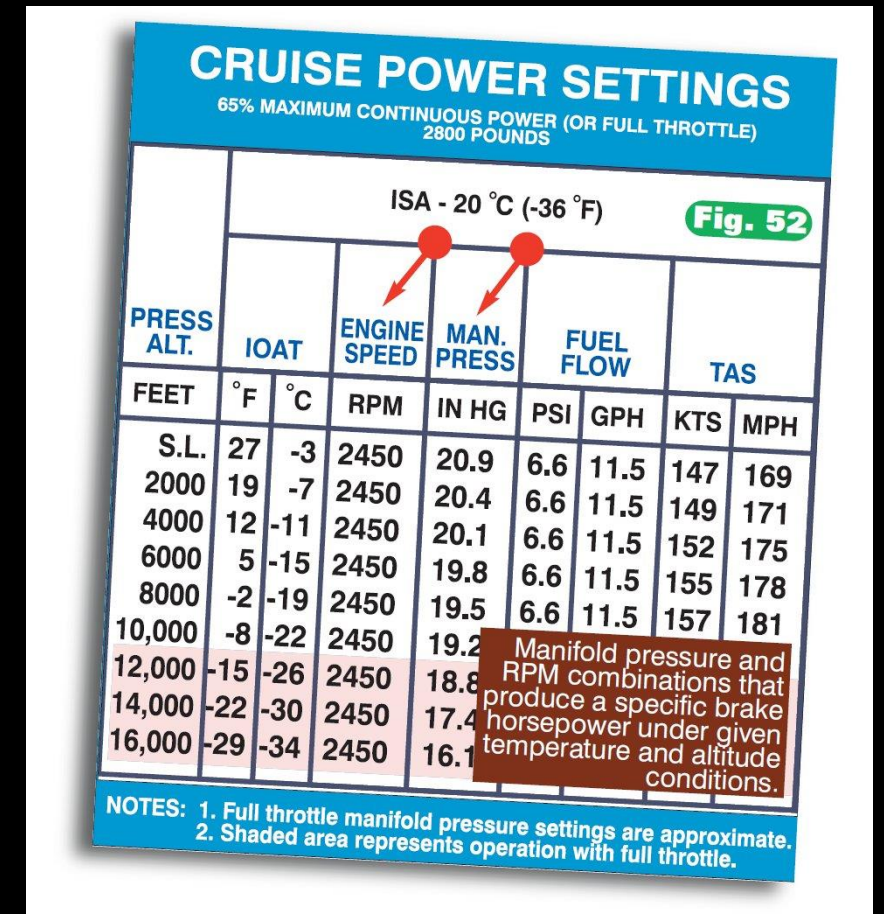 CRUISE POWER SETTINGS
65% MAXIMUM CONTINUOUS POWER (OR FULL THROTTLE)
2800 POUNDS
ISA - 20 °C (-36 °F)
Fig. 52
PRESS ALT. IOAT ENGINE SPEED MAN. PRESS FUEL FLOW TAS
FEET °F °C RPM IN HG PSI GPH KTS MPH
S.L. 27 -3 2450 20.9 6.6 11.5 147 169
2000 19 -7 2450 20.4 6.6 11.5 149 171
4000 12 -11 2450 20.1 6.6 11.5 152 175
6000 5 -15 2450 19.8 6.6 11.5 155 178
8000 -2 -19 2450 19.5 6.6 11.5 157 181
10,000 -8 -22 2450 19.2
12,000 -15 -26 2450 18.8
14,000 -22 -30 2450 17.4
16,000 -29 -34 2450 16.1
Manifold pressure and
RPM combinations that
produce a specific brake
horsepower under given
temperature and altitude
conditions.
NOTES: 1. Full throttle manifold pressure settings are approximate.
2. Shaded area represents operation with full throttle.